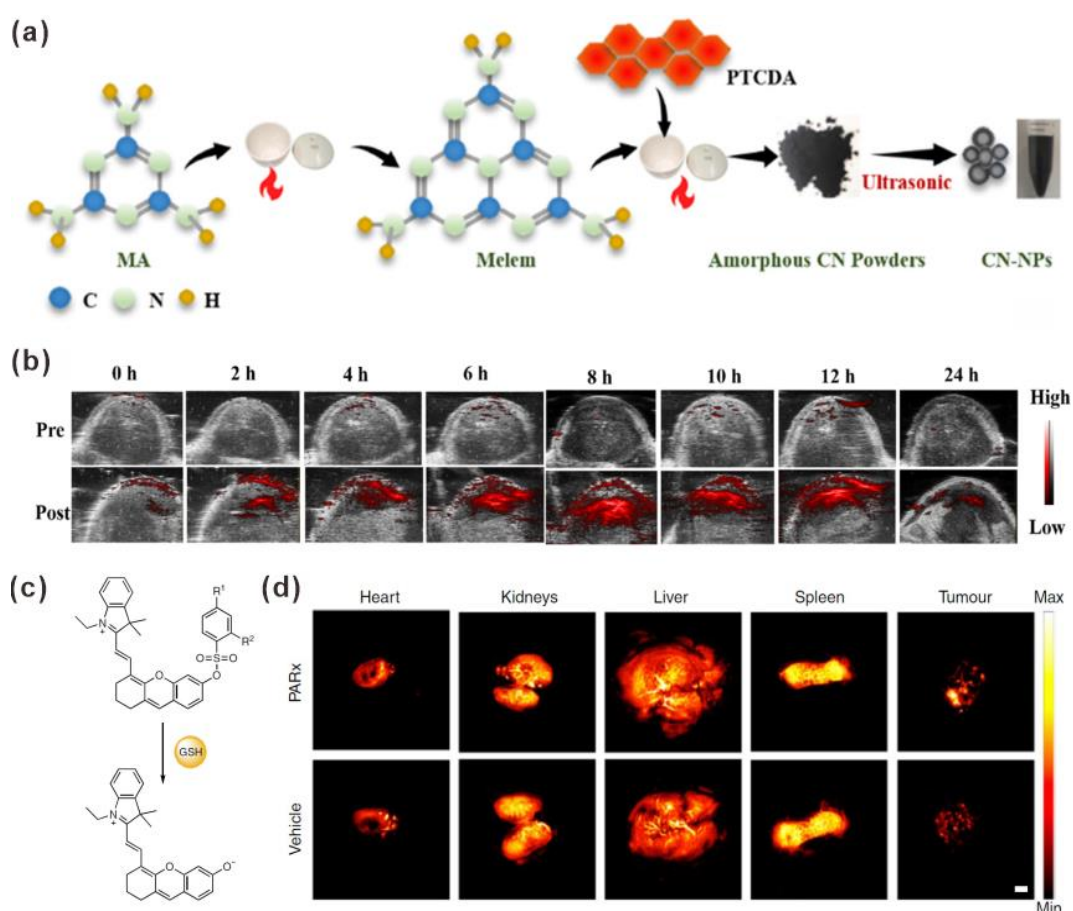 (a)
PTCDA
Ultrasonic
MA
Melem
Amorphous CN Powders
CN-NPs
C N H
(b)
0 h 2 h 4 h 6 h 8 h 10 h 12 h 24 h
Pre
Post
High
Low
(c)
R¹
R²
O=S=O
O
N
+
O
GSH
N
+
O
O⁻
(d)
Heart Kidneys Liver Spleen Tumour
PARx
Vehicle
Max
Min